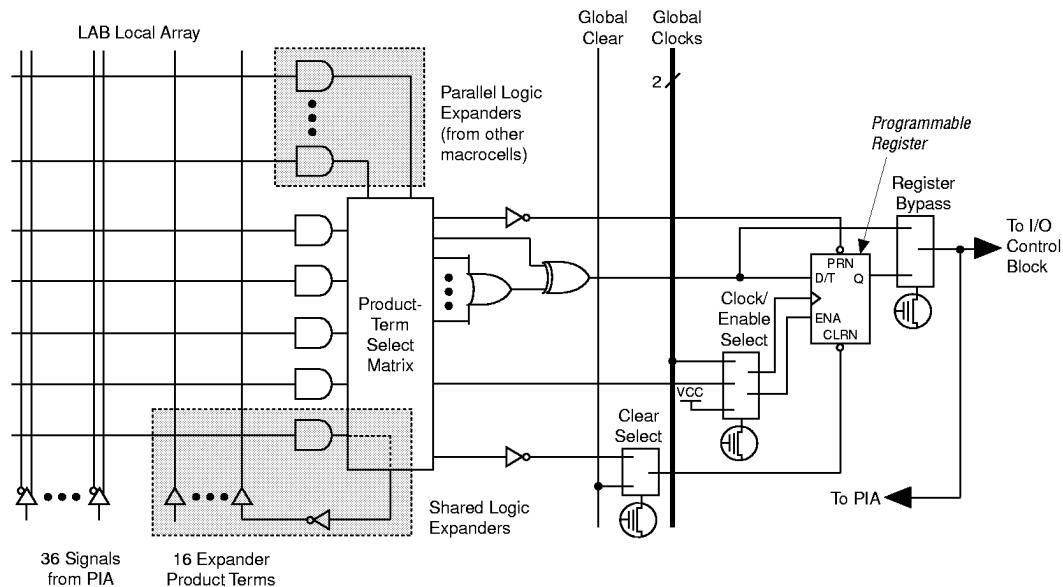 LAB Local Array
Global
Clear
Global
Clocks
2
Parallel Logic
Expanders
(from other
macrocells)
Programmable
Register
Register
Bypass
To I/O
Control
Block
Product-
Term
Select
Matrix
PRN
D/T
Q
ENA
CLRN
Clock/
Enable
Select
VCC
Clear
Select
To PIA
Shared Logic
Expanders
36 Signals
from PIA
16 Expander
Product Terms